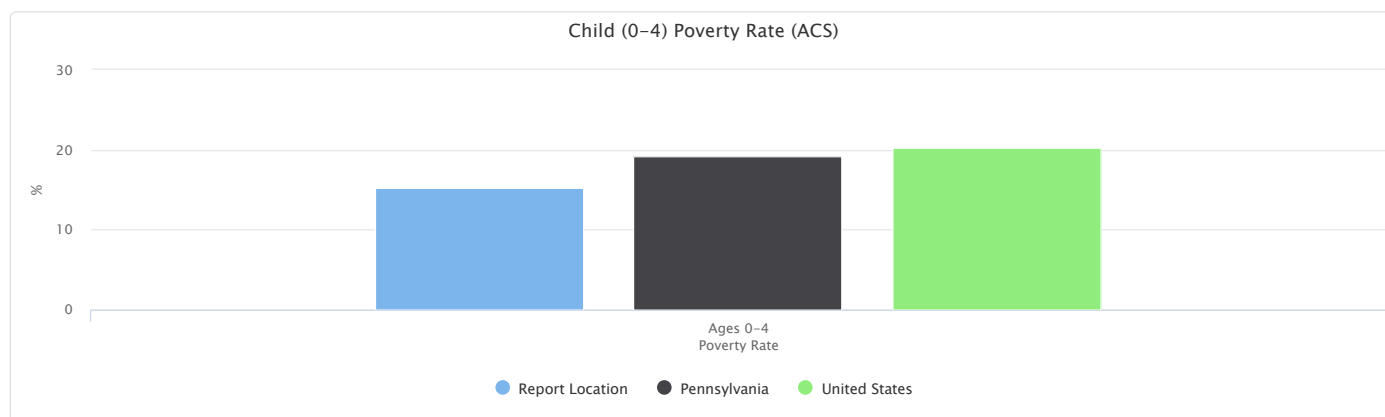 Child (0-4) Poverty Rate (ACS)
30
20
10
0
%
Ages 0-4
Poverty Rate
Report Location
Pennsylvania
United States